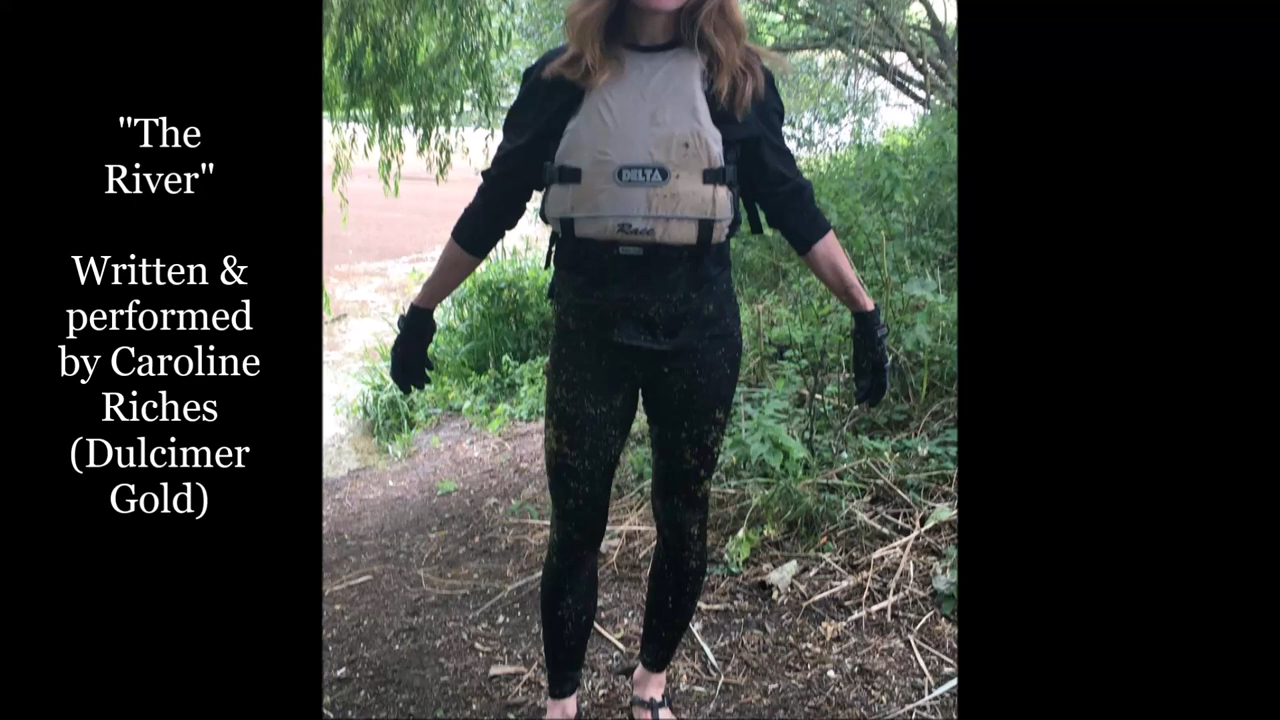 "The
River"
Written &
performed
by Caroline
Riches
(Dulcimer
Gold)
DELTA
Race